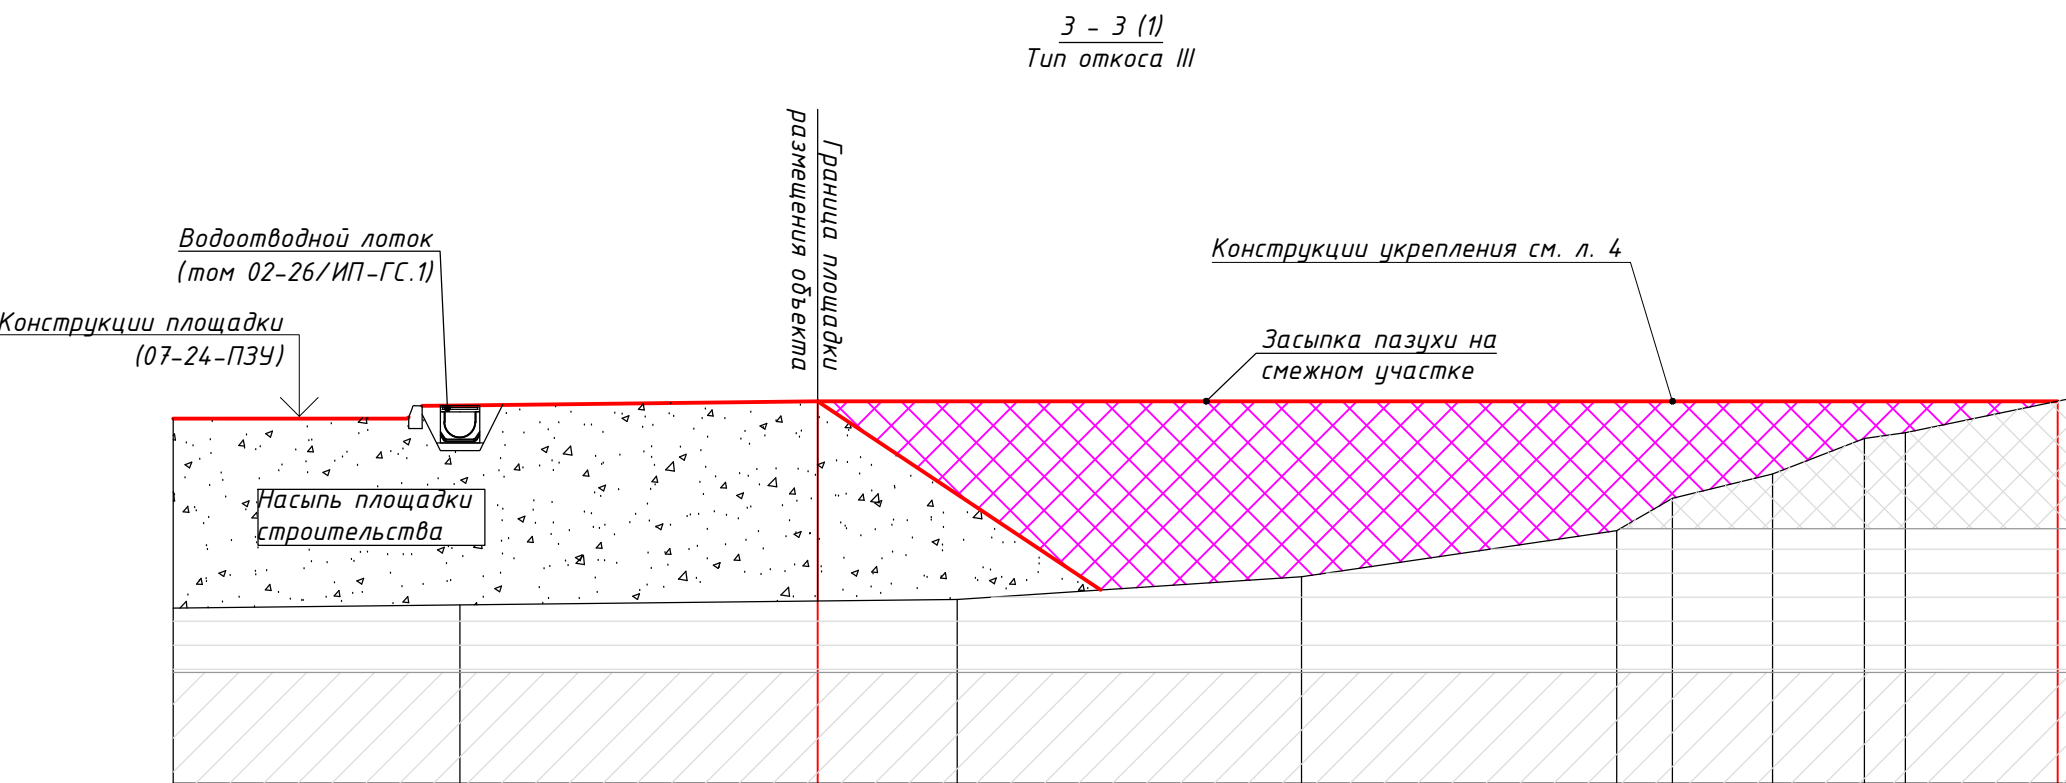 3 - 3 (1)
Тип откоса III
Граница площадки
размещения объекта
Водоотводной лоток
(том 02-26/ИП-ГС.1)
Конструкции укрепления см. л. 4
Конструкции площадки
(07-24-ПЗУ)
Засыпка пазухи на
смежном участке
Насыпь площадки
строительства